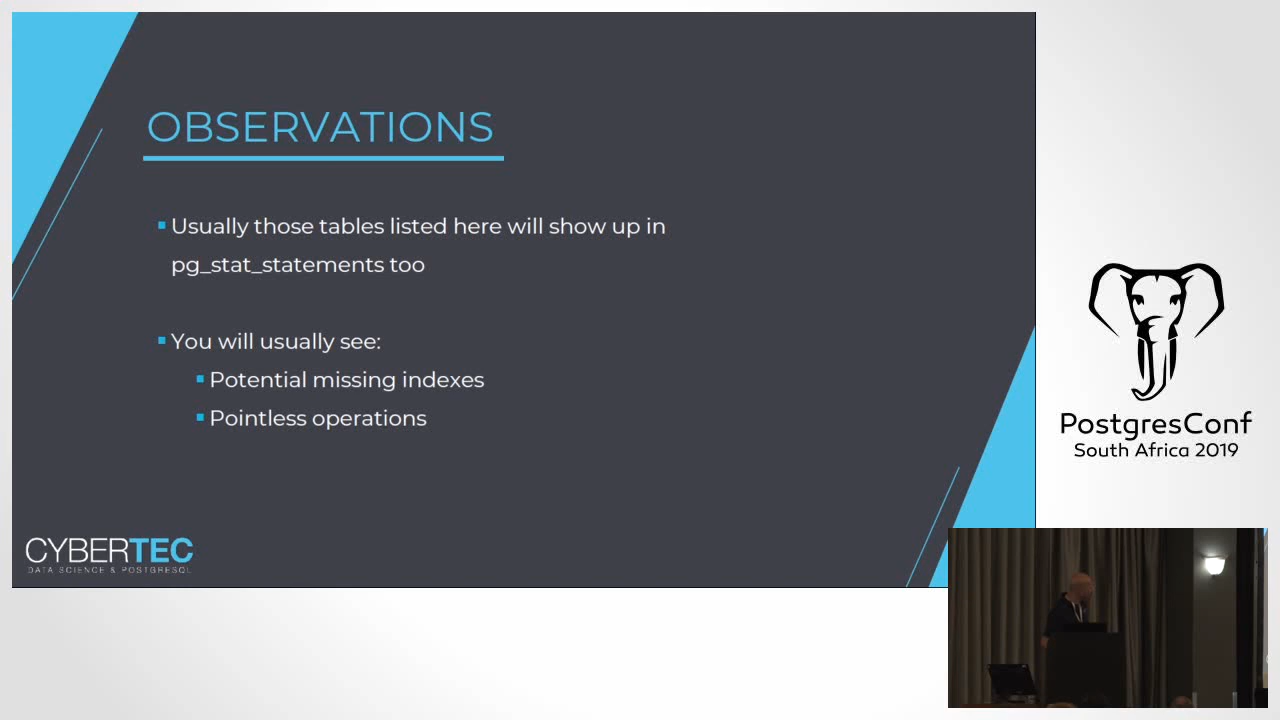 OBSERVATIONS
Usually those tables listed here will show up in
pg_stat_statements too
You will usually see:
Potential missing indexes
Pointless operations
CYBERTEC
DATA SCIENCE & POSTGRESQL
PostgresConf
South Africa 2019